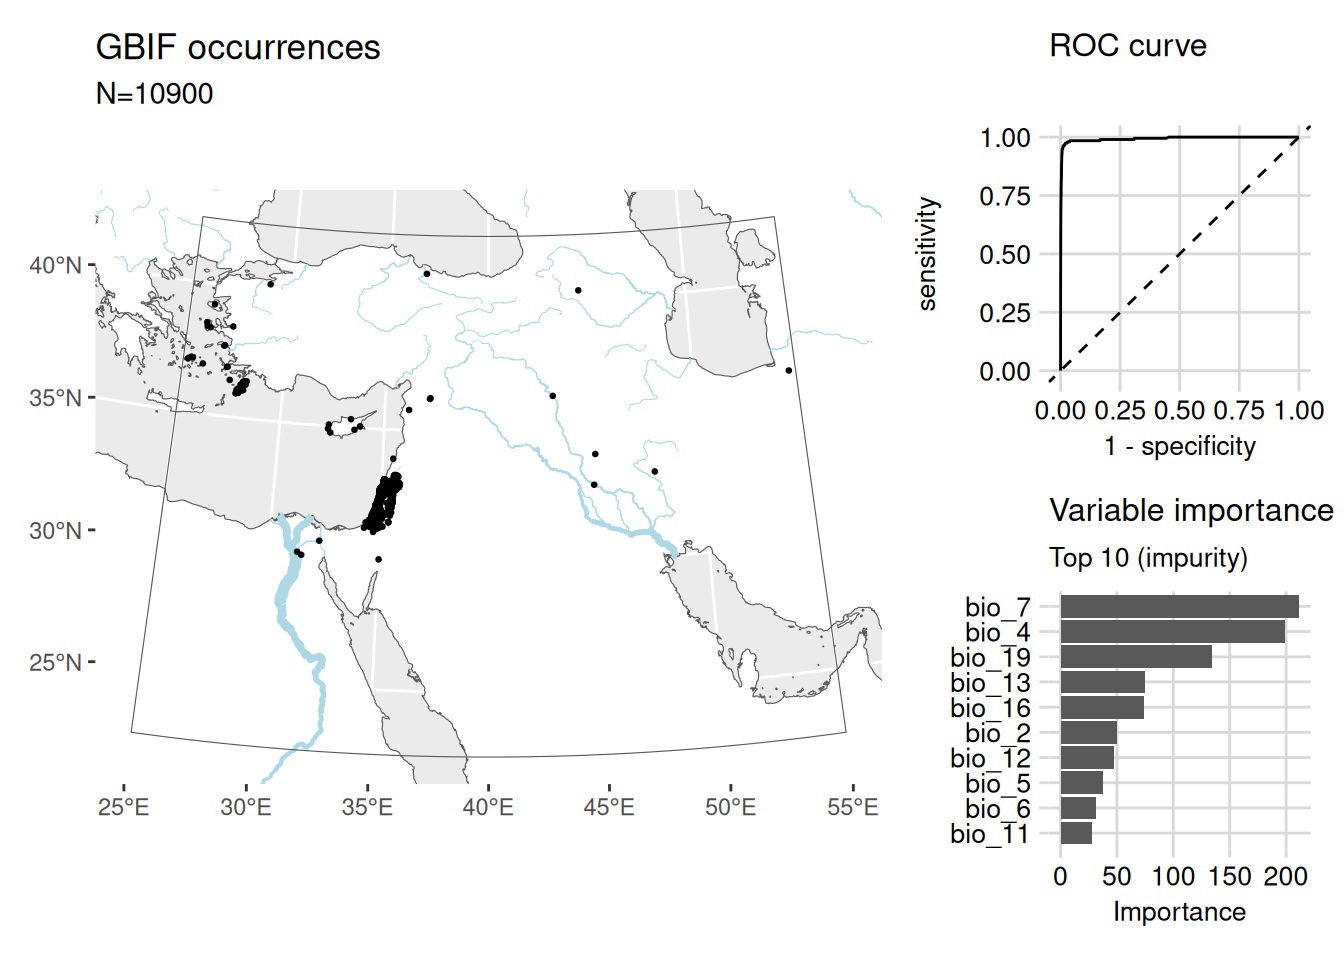 GBIF occurrences
N=10900
40°N
35°N
30°N
25°N
25°E 30°E 35°E 40°E 45°E 50°E 55°E
ROC curve
sensitivity
1.00
0.75
0.50
0.25
0.00
0.00 0.25 0.50 0.75 1.00
1 - specificity
Variable importance
Top 10 (impurity)
bio_7
bio_4
bio_19
bio_13
bio_16
bio_2
bio_12
bio_5
bio_6
bio_11
0 50 100 150 200
Importance